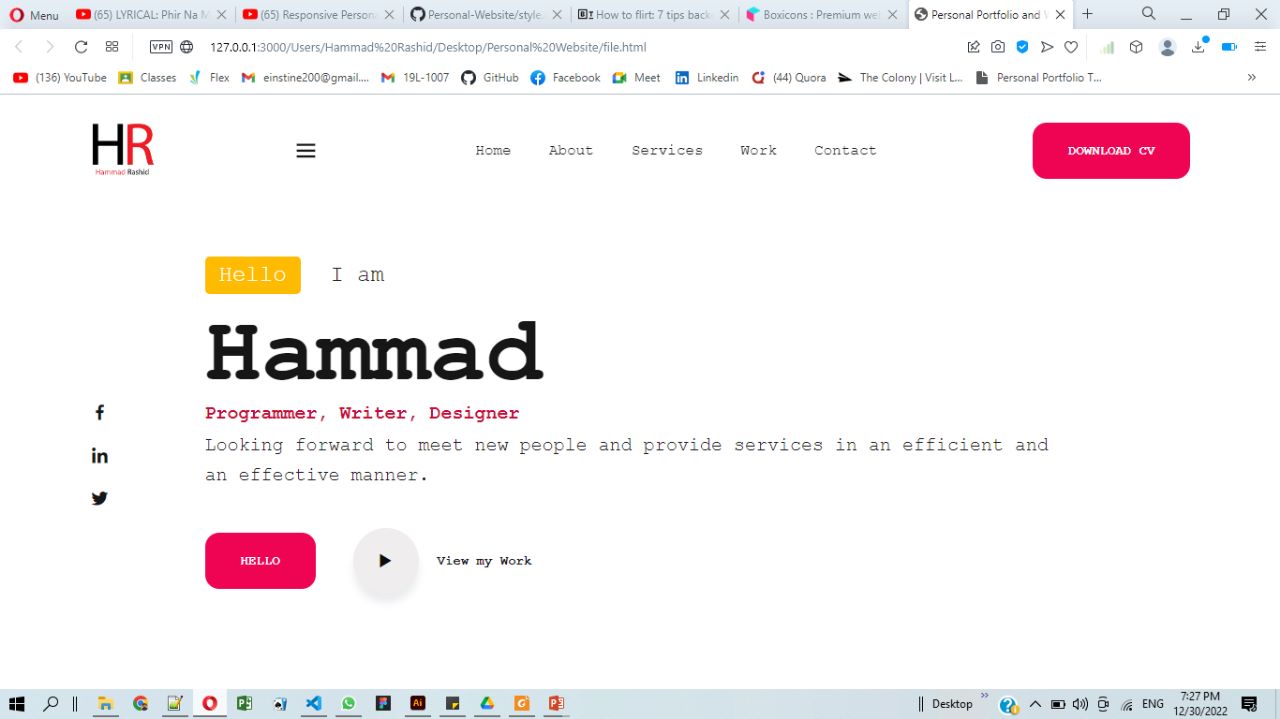 Menu
(65) LYRICAL: Phir Na M
(65) Responsive Person
Personal-Website/style.
How to flirt: 7 tips back
Boxicons : Premium we
Personal Portfolio and W
VPN
127.0.0.1:3000/Users/Hammad%20Rashid/Desktop/Personal%20Website/file.html
(136) YouTube
Classes
Flex
einstine200@gmail....
19L-1007
GitHub
Facebook
Meet
Linkedin
(44) Quora
The Colony | Visit L...
Personal Portfolio T...
HR
Hammad Rashid
Home
About
Services
Work
Contact
DOWNLOAD CV
Hello I am
Hammad
Programmer, Writer, Designer
Looking forward to meet new people and provide services in an efficient and
an effective manner.
HELLO
View my Work
Desktop
ENG
7:27 PM
12/30/2022